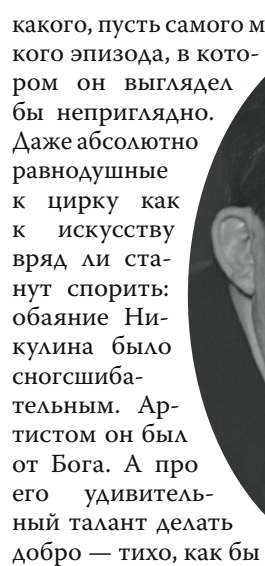 какого, пусть самого м
кого эпизода, в кото-
ром он выглядел
бы неприглядно.
Даже абсолютно
равнодушные
к цирку как
к искусству
вряд ли ста-
нут спорить:
обаяние Ни-
кулина было
сногсшиба-
тельным. Ар-
тистом он был
от Бога. А про
его удивитель-
ный талант делать
добро — тихо, как бы